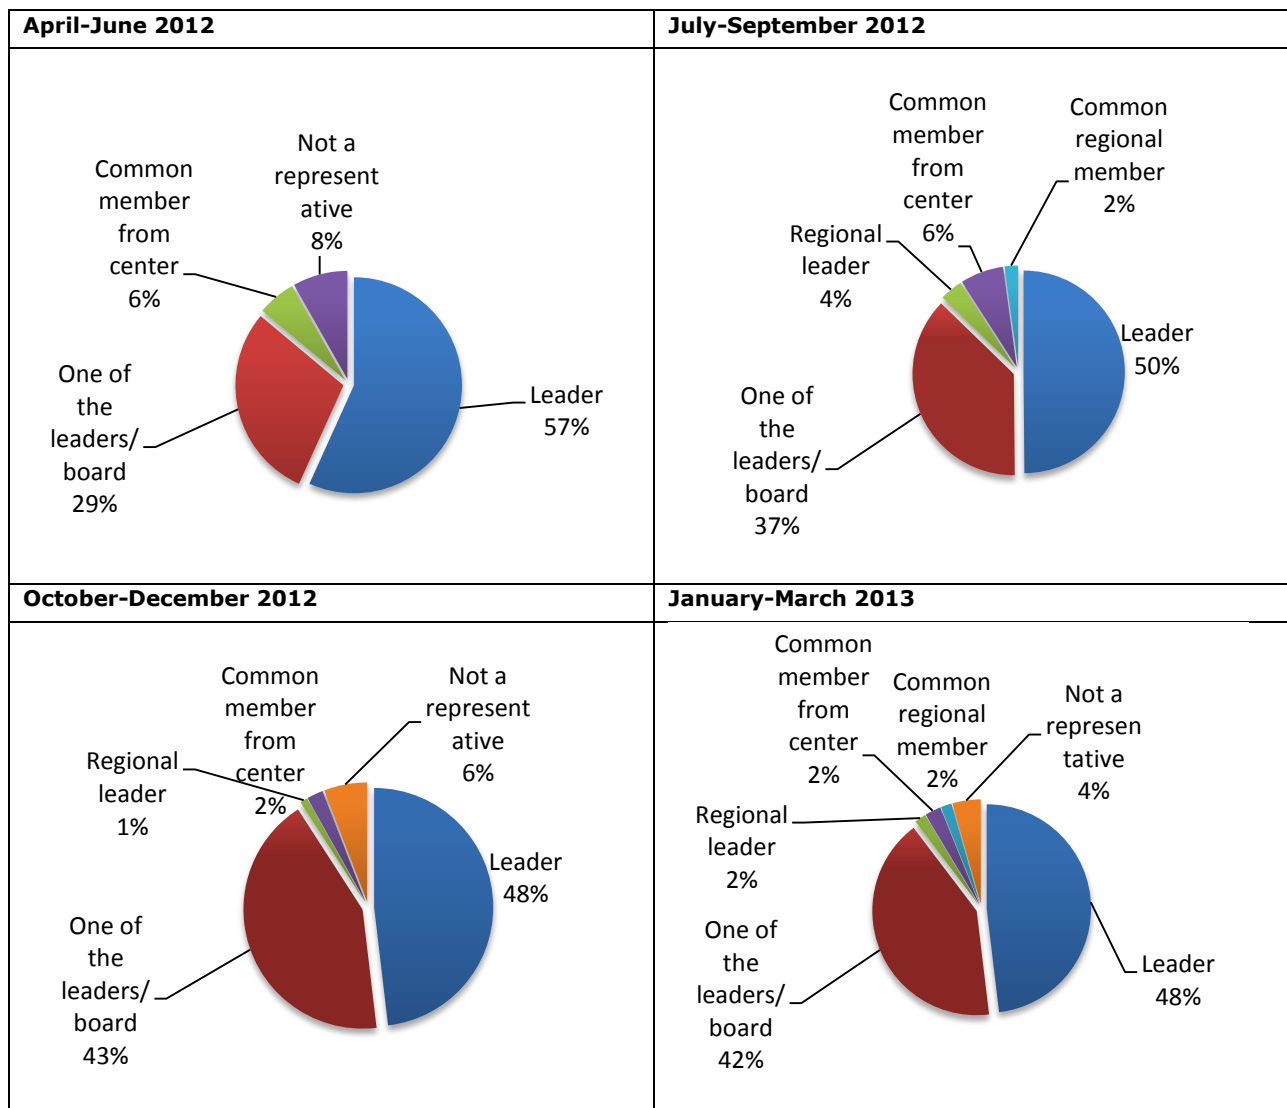 April-June 2012
July-September 2012
Not a
represent
ative
8%
Common
member
from
center
6%
One of
the
leaders/
board
29%
Leader
57%
Common
member
from
center
6%
Common
regional
member
2%
Regional
leader
4%
One of
the
leaders/
board
37%
Leader
50%
October-December 2012
January-March 2013
Common
member
from
center
2%
Not a
represent
ative
6%
Regional
leader
1%
One of
the
leaders/
board
43%
Leader
48%
Common
member
from
center
2%
Common
regional
member
2%
Not a
represen
tative
4%
Regional
leader
2%
One of
the
leaders/
board
42%
Leader
48%